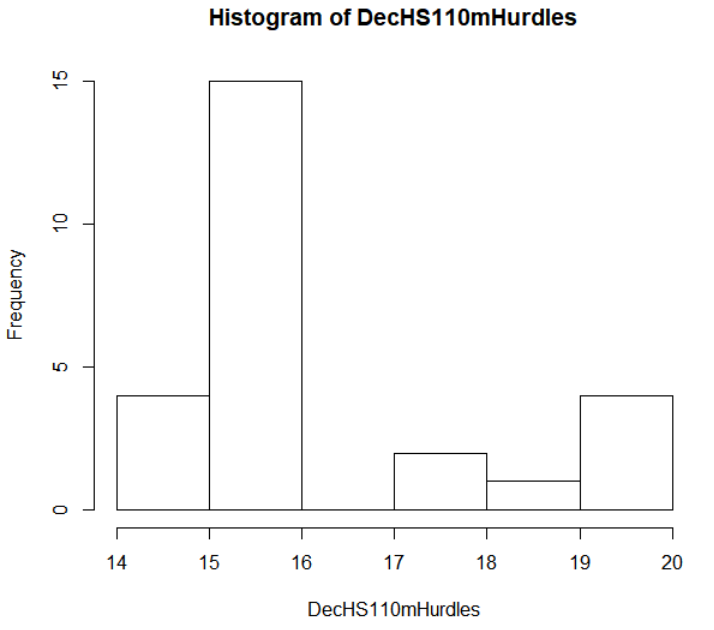 Histogram of DecHS110mHurdles
15
10
5
0
Frequency
14 15 16 17 18 19 20
DecHS110mHurdles